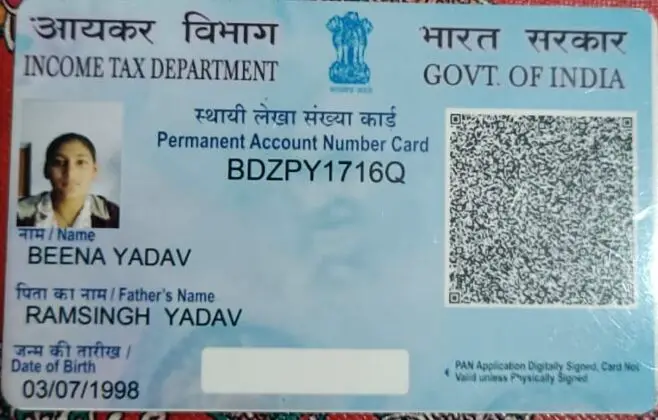 आयकर विभाग
INCOME TAX DEPARTMENT
भारत सरकार
GOVT. OF INDIA
स्थायी लेखा संख्या कार्ड
Permanent Account Number Card
BDZPY1716Q
नाम / Name
BEENA YADAV
पिता का नाम / Father's Name
RAMSINGH YADAV
जन्म की तारीख /
Date of Birth
03/07/1998
PAN Application Digitally Signed, Card Not
Valid unless Physically Signed